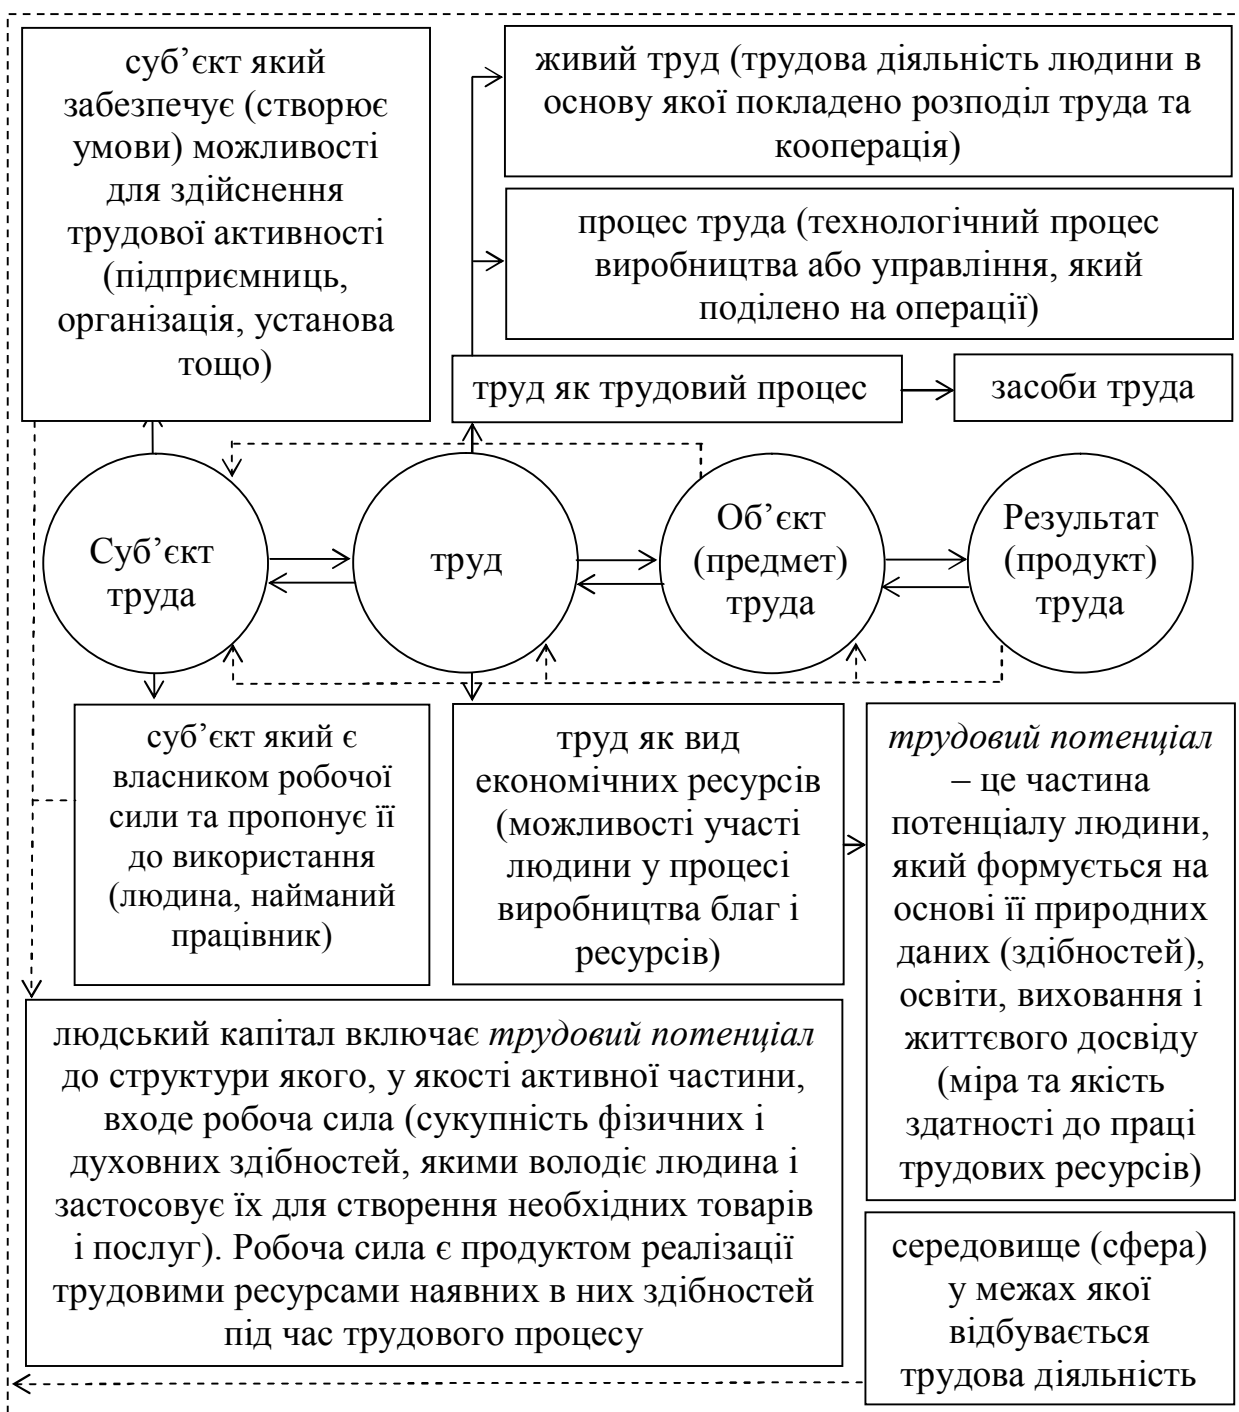 суб’єкт який
забезпечує (створює
умови) можливості
для здійснення
трудової активності
(підприємниць,
організація, установа
тощо)
живий труд (трудова діяльність людини в
основу якої покладено розподіл труда та
кооперація)
процес труда (технологічний процес
виробництва або управління, який
поділено на операції)
труд як трудовий процес
засоби труда
Суб’єкт
труда
труд
Об’єкт
(предмет)
труда
Результат
(продукт)
труда
суб’єкт який є
власником робочої
сили та пропонує її
до використання
(людина, найманий
працівник)
труд як вид
економічних ресурсів
(можливості участі
людини у процесі
виробництва благ і
ресурсів)
трудовий потенціал
– це частина
потенціалу людини,
який формується на
основі її природних
даних (здібностей),
освіти, виховання і
життєвого досвіду
(міра та якість
здатності до праці
трудових ресурсів)
людський капітал включає трудовий потенціал
до структури якого, у якості активної частини,
входе робоча сила (сукупність фізичних і
духовних здібностей, якими володіє людина і
застосовує їх для створення необхідних товарів
і послуг). Робоча сила є продуктом реалізації
трудовими ресурсами наявних в них здібностей
під час трудового процесу
середовище (сфера)
у межах якої
відбувається
трудова діяльність